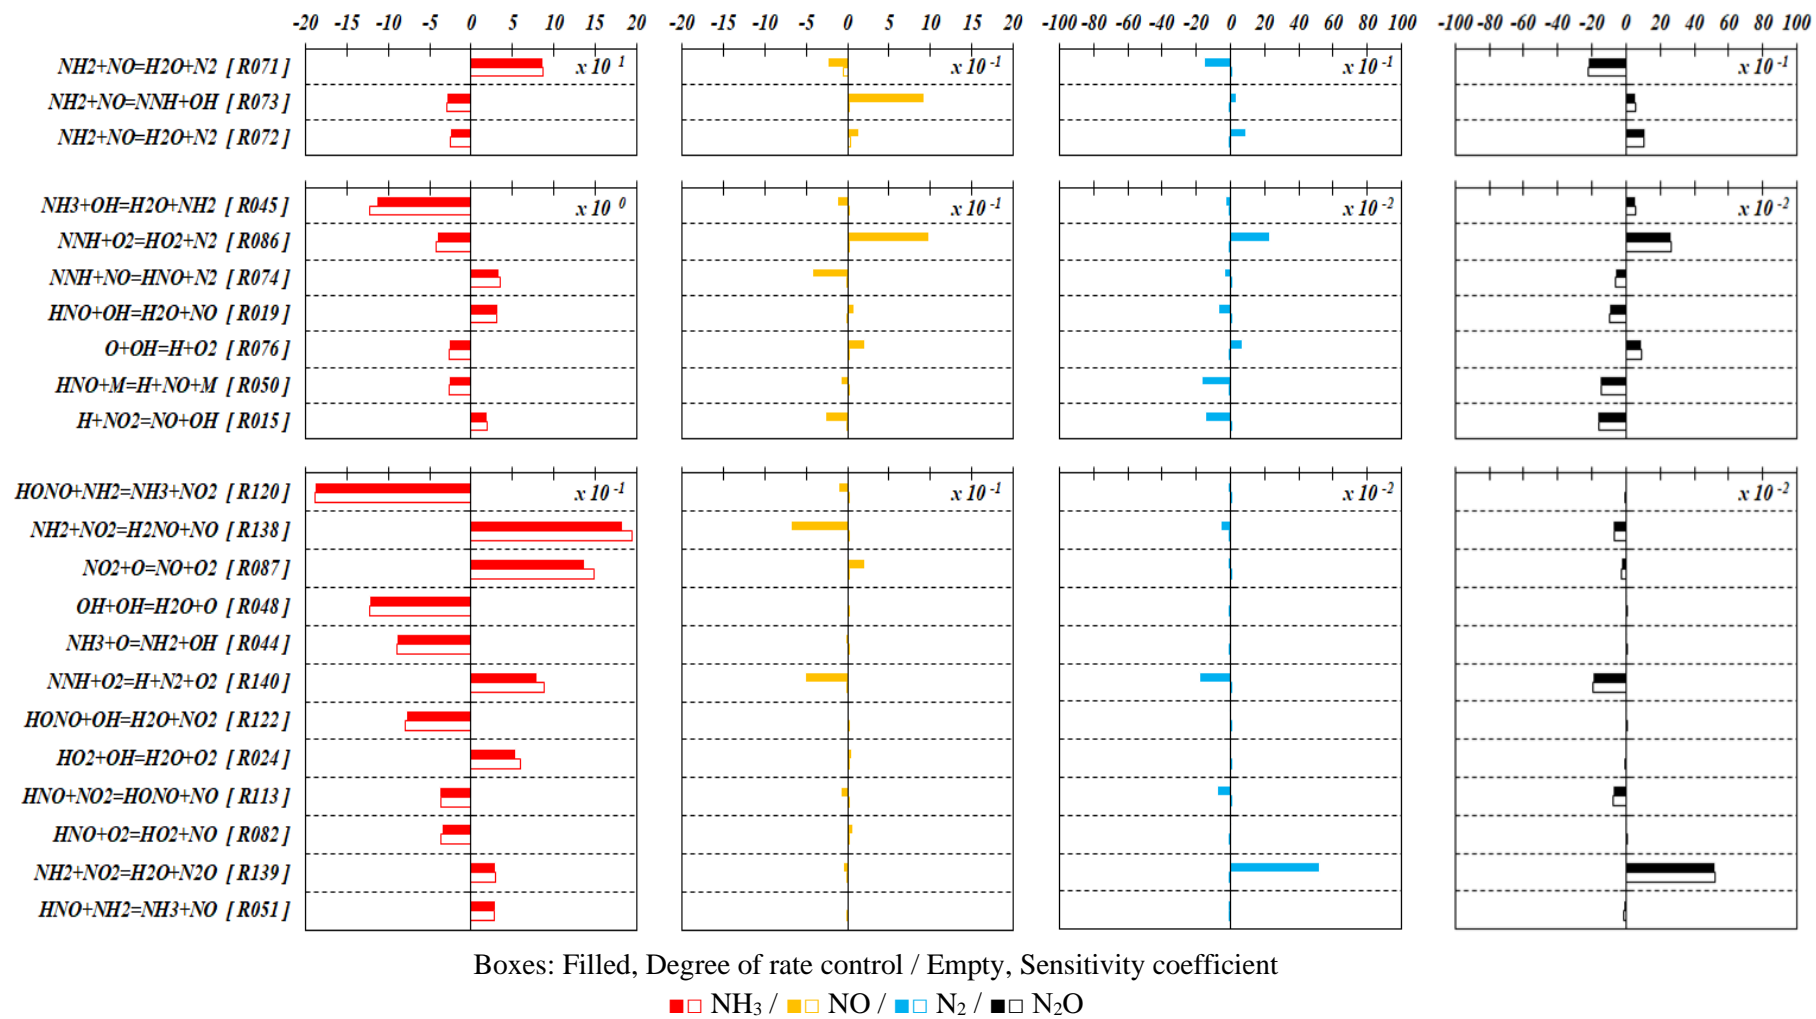 -20 -15 -10 -5 0 5 10 15 20 -20 -15 -10 -5 0 5 10 15 20 -100 -60 -20 0 20 60 100 -100 -60 -20 0 20 60 100
-80 -40 40 80 -80 -40 40 80
NH2+NO=H2O+N2 [ R071 ] x 10 1 x 10 -1 x 10 -1 x 10 -1
NH2+NO=NNH+OH [ R073 ]
NH2+NO=H2O+N2 [ R072 ]
NH3+OH=H2O+NH2 [ R045 ] x 10 0 x 10 -1 x 10 -2 x 10 -2
NNH+O2=HO2+N2 [ R086 ]
NNH+NO=HNO+N2 [ R074 ]
HNO+OH=H2O+NO [ R019 ]
O+OH=H+O2 [ R076 ]
HNO+M=H+NO+M [ R050 ]
H+NO2=NO+OH [ R015 ]
HONO+NH2=NH3+NO2 [ R120 ] x 10 -1 x 10 -1 x 10 -2 x 10 -2
NH2+NO2=H2NO+NO [ R138 ]
NO2+O=NO+O2 [ R087 ]
OH+OH=H2O+O [ R048 ]
NH3+O=NH2+OH [ R044 ]
NNH+O2=H+N2+O2 [ R140 ]
HONO+OH=H2O+NO2 [ R122 ]
HO2+OH=H2O+O2 [ R024 ]
HNO+NO2=HONO+NO [ R113 ]
HNO+O2=HO2+NO [ R082 ]
NH2+NO2=H2O+N2O [ R139 ]
HNO+NH2=NH3+NO [ R051 ]
Boxes: Filled, Degree of rate control / Empty, Sensitivity coefficient
NH3 / NO / N2 / N2O